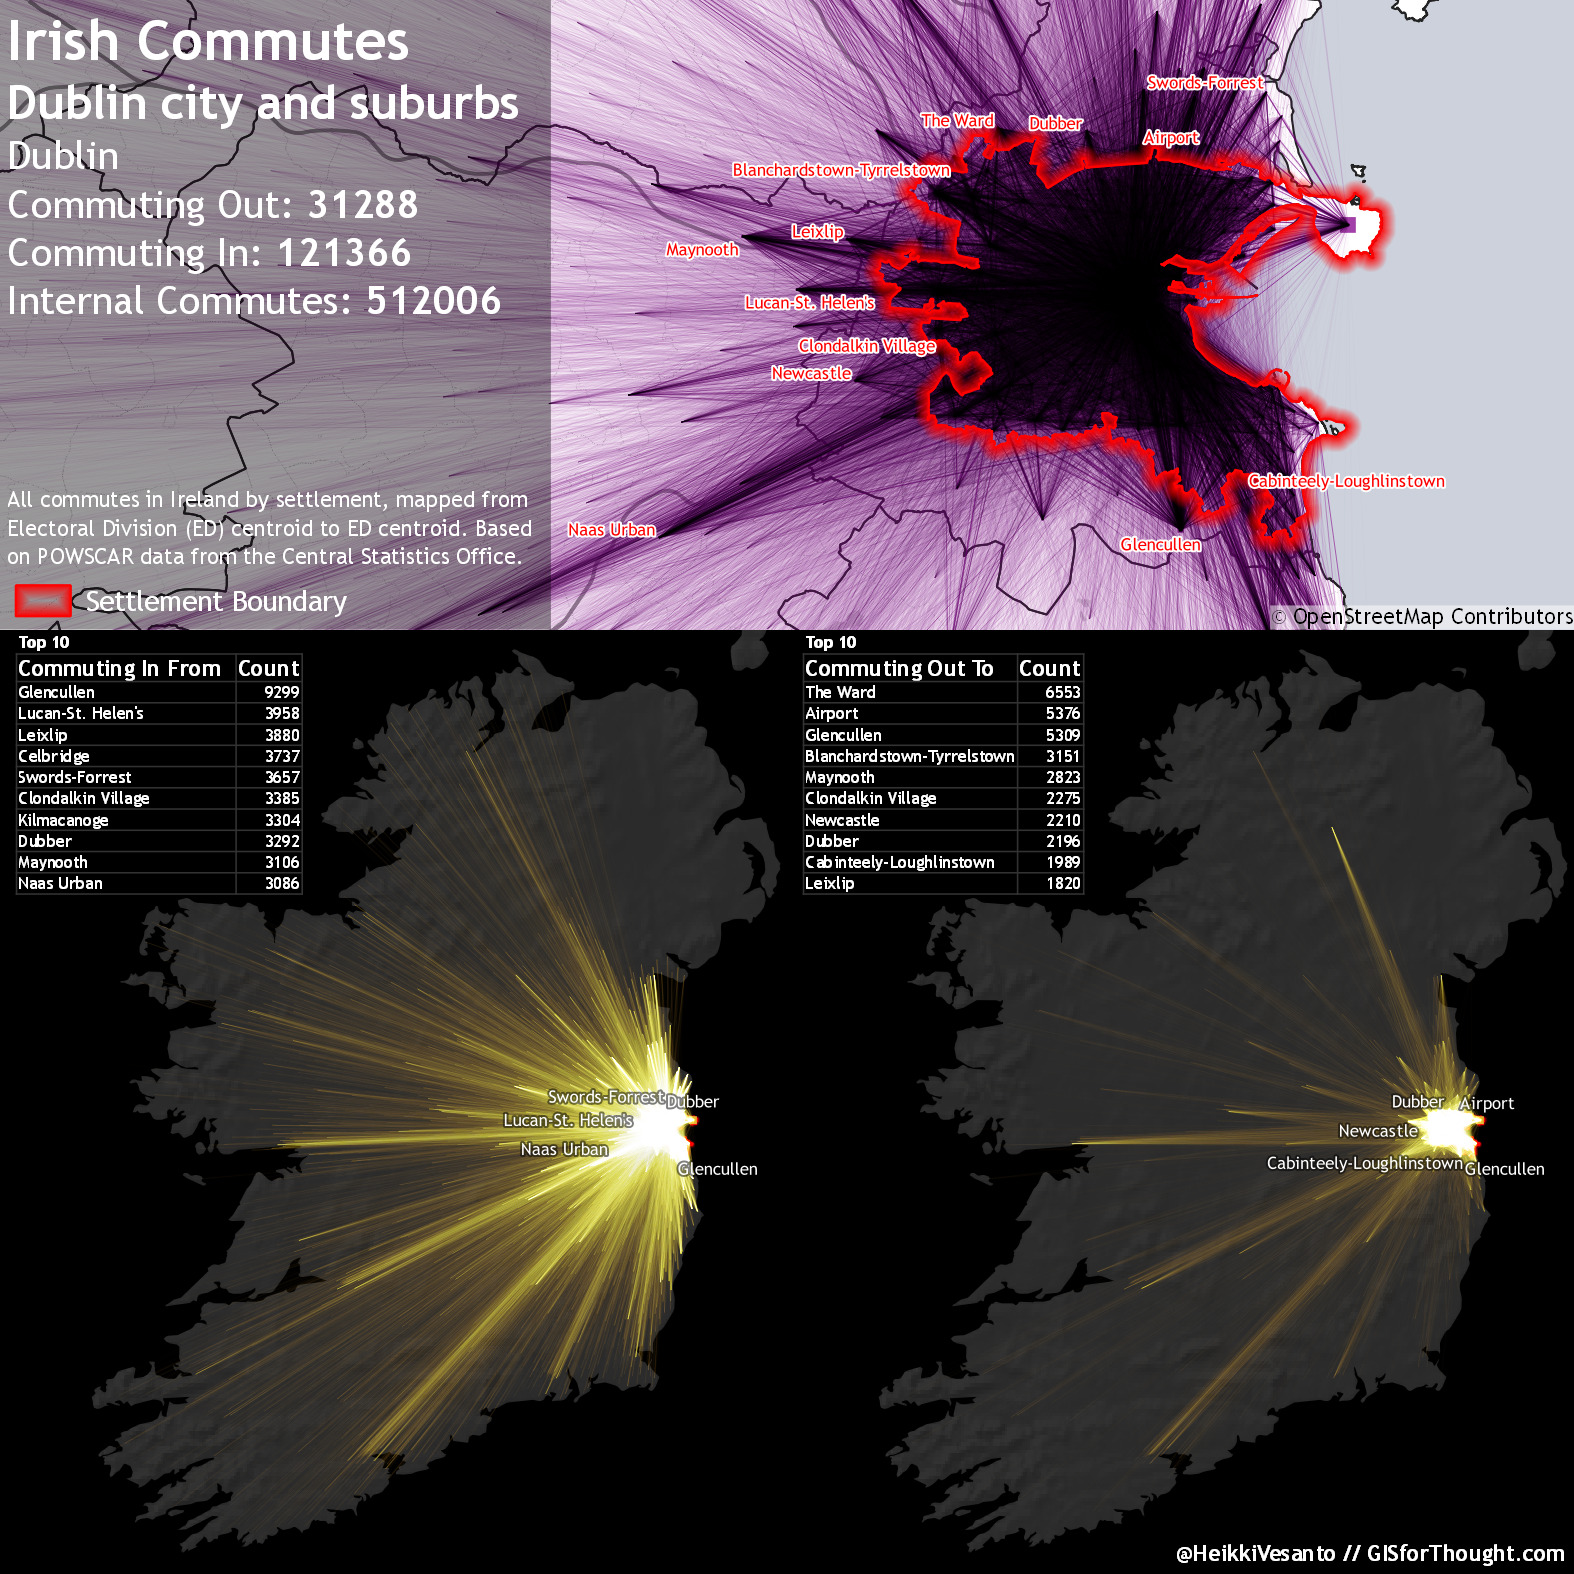 Irish Commutes
Dublin city and suburbs
Dublin
Commuting Out: 31288
Commuting In: 121366
Internal Commutes: 512006
All commutes in Ireland by settlement, mapped from
Electoral Division (ED) centroid to ED centroid. Based
on POWSCAR data from the Central Statistics Office.
Settlement Boundary
Swords-Forrest
The Ward
Dubber
Airport
Blanchardstown-Tyrrelstown
Leixlip
Maynooth
Lucan-St. Helen's
Clondalkin Village
Newcastle
Cabinteely-Loughlinstown
Naas Urban
Glencullen
© OpenStreetMap Contributors
Top 10
Commuting In From Count
Glencullen 9299
Lucan-St. Helen's 3958
Leixlip 3880
Celbridge 3737
Swords-Forrest 3657
Clondalkin Village 3385
Kilmacanoge 3304
Dubber 3292
Maynooth 3106
Naas Urban 3086
Swords-Forrest
Dubber
Lucan-St. Helen's
Naas Urban
Glencullen
Top 10
Commuting Out To Count
The Ward 6553
Airport 5376
Glencullen 5309
Blanchardstown-Tyrrelstown 3151
Maynooth 2823
Clondalkin Village 2275
Newcastle 2210
Dubber 2196
Cabinteely-Loughlinstown 1989
Leixlip 1820
Dubber
Airport
Newcastle
Cabinteely-Loughlinstown
Glencullen
@HeikkiVesanto // GISforThought.com